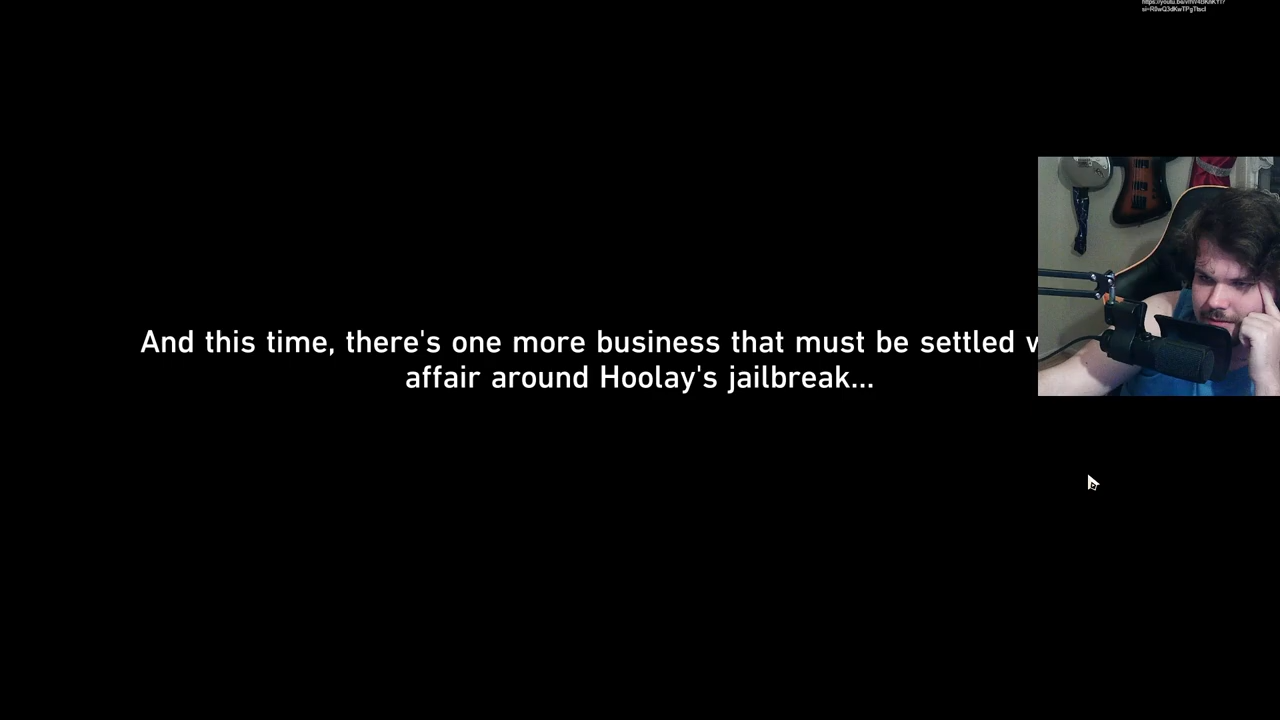 And this time, there's one more business that must be settled
affair around Hoolay's jailbreak...